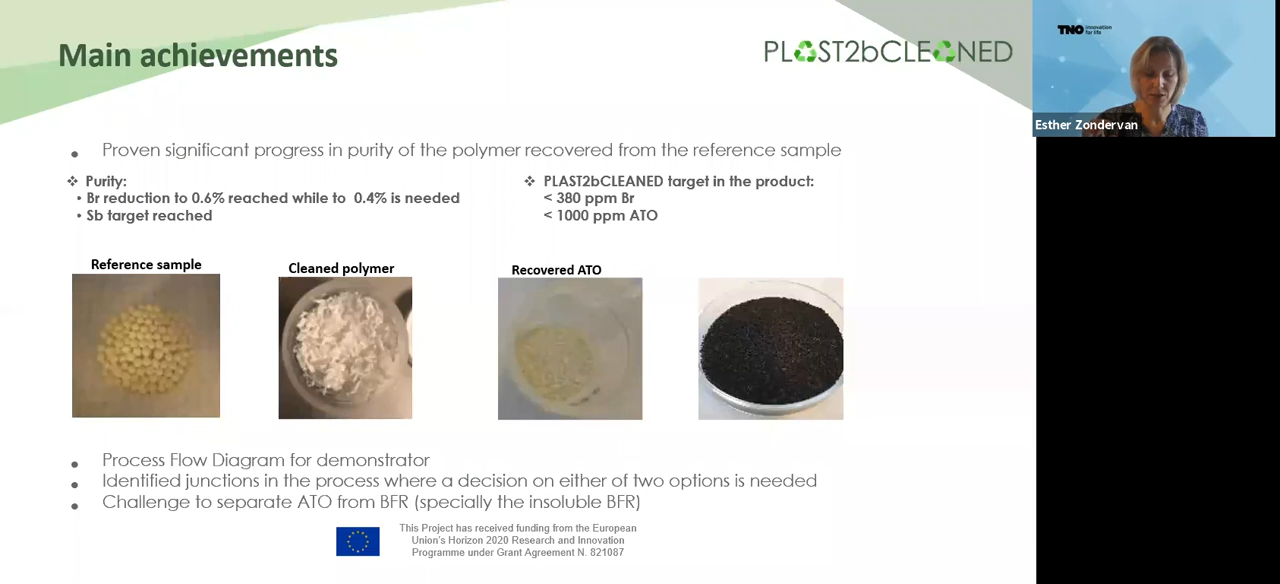 Main achievements
PLAST2bCLEANED
TNO innovation for life
Esther Zondervan
Proven significant progress in purity of the polymer recovered from the reference sample
Purity:
Br reduction to 0.6% reached while to 0.4% is needed
Sb target reached
PLAST2bCLEANED target in the product:
< 380 ppm Br
< 1000 ppm ATO
Reference sample
Cleaned polymer
Recovered ATO
Process Flow Diagram for demonstrator
Identified junctions in the process where a decision on either of two options is needed
Challenge to separate ATO from BFR (specially the insoluble BFR)
This Project has received funding from the European
Union's Horizon 2020 Research and Innovation
Programme under Grant Agreement N. 821087